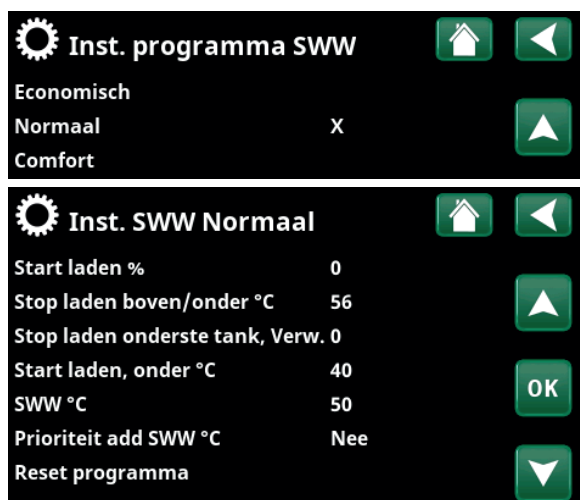 Inst. programma SWW
Economisch
Normaal X
Comfort
Inst. SWW Normaal
Start laden % 0
Stop laden boven/onder °C 56
Stop laden onderste tank, Verw. 0
Start laden, onder °C 40
SWW °C 50
OK
Prioriteit add SWW °C Nee
Reset programma